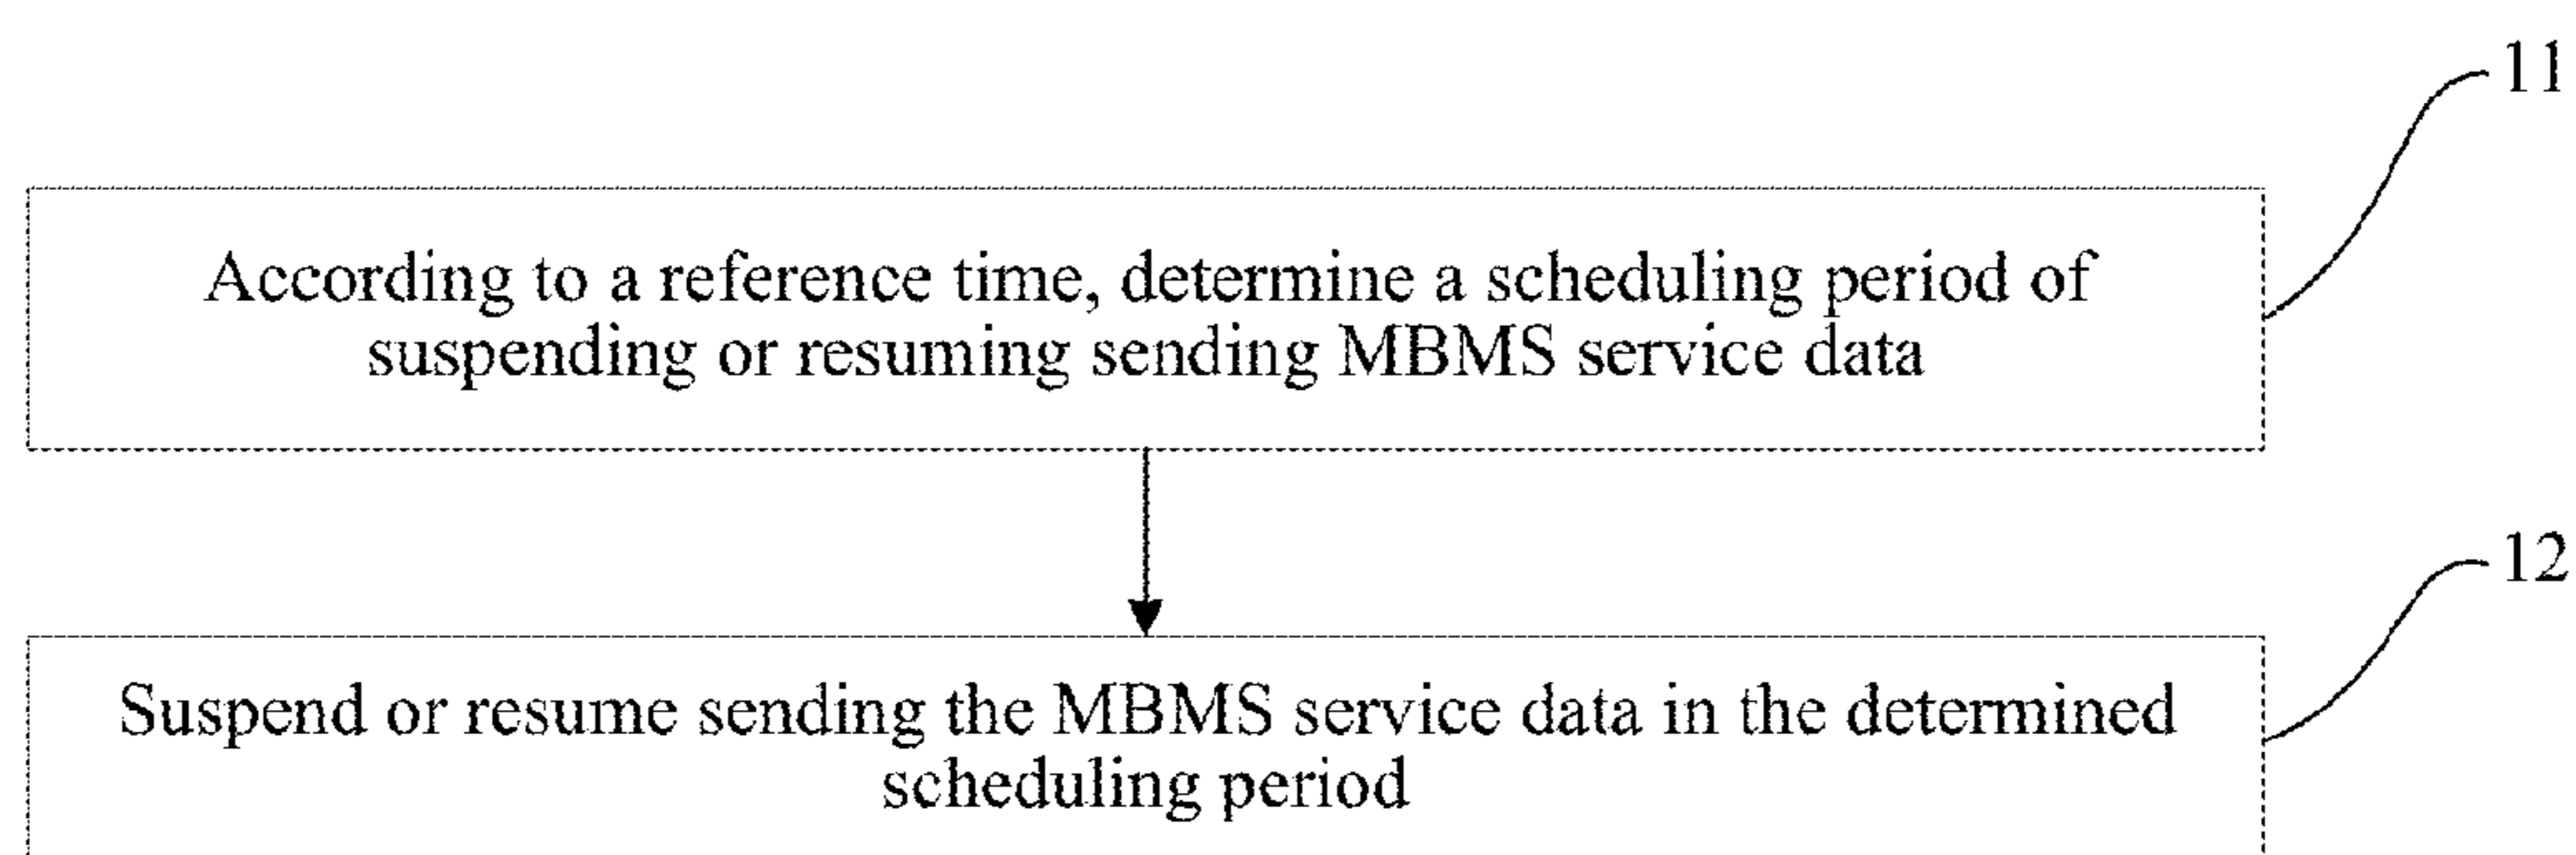 11
According to a reference time, determine a scheduling period of
suspending or resuming sending MBMS service data
12
Suspend or resume sending the MBMS service data in the determined
scheduling period